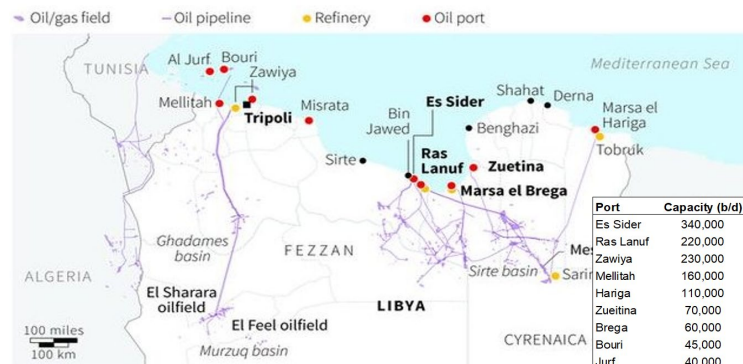 Oil/gas field Oil pipeline Refinery Oil port
TUNISIA
Al Jurf
Bouri
Zawiya
Mellitah
Tripoli
Misrata
Sirte
Bin
Jawed
Es Sider
Ras
Lanuf
Benghazi
Shahat
Derna
Mediterranean Sea
Marsa el
Hariga
Tobruk
Zuetina
Marsa el Brega
Ghadames
basin
FEZZAN
ALGERIA
El Sharara
oilfield
El Feel oilfield
Murzuq basin
LIBYA
Sirte basin
CYRENAICA
100 miles
100 km
Port Capacity (b/d)
Es Sider 340,000
Ras Lanuf 220,000
Zawiya 230,000
Mellitah 160,000
Hariga 110,000
Zueitina 70,000
Brega 60,000
Bouri 45,000
Jurf 40,000